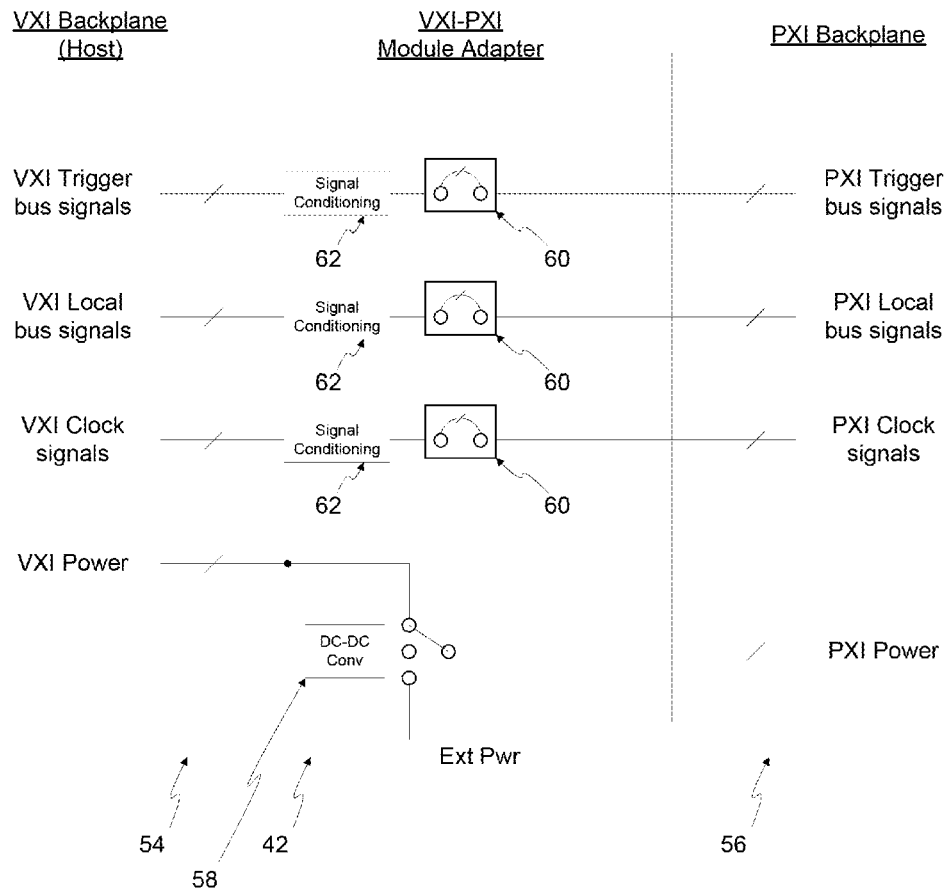 VXI Backplane
(Host)
VXI-PXI
Module Adapter
PXI Backplane
VXI Trigger
bus signals
Signal
Conditioning
62
60
PXI Trigger
bus signals
VXI Local
bus signals
Signal
Conditioning
62
60
PXI Local
bus signals
VXI Clock
signals
Signal
Conditioning
62
60
PXI Clock
signals
VXI Power
DC-DC
Conv
PXI Power
Ext Pwr
54
58
42
56